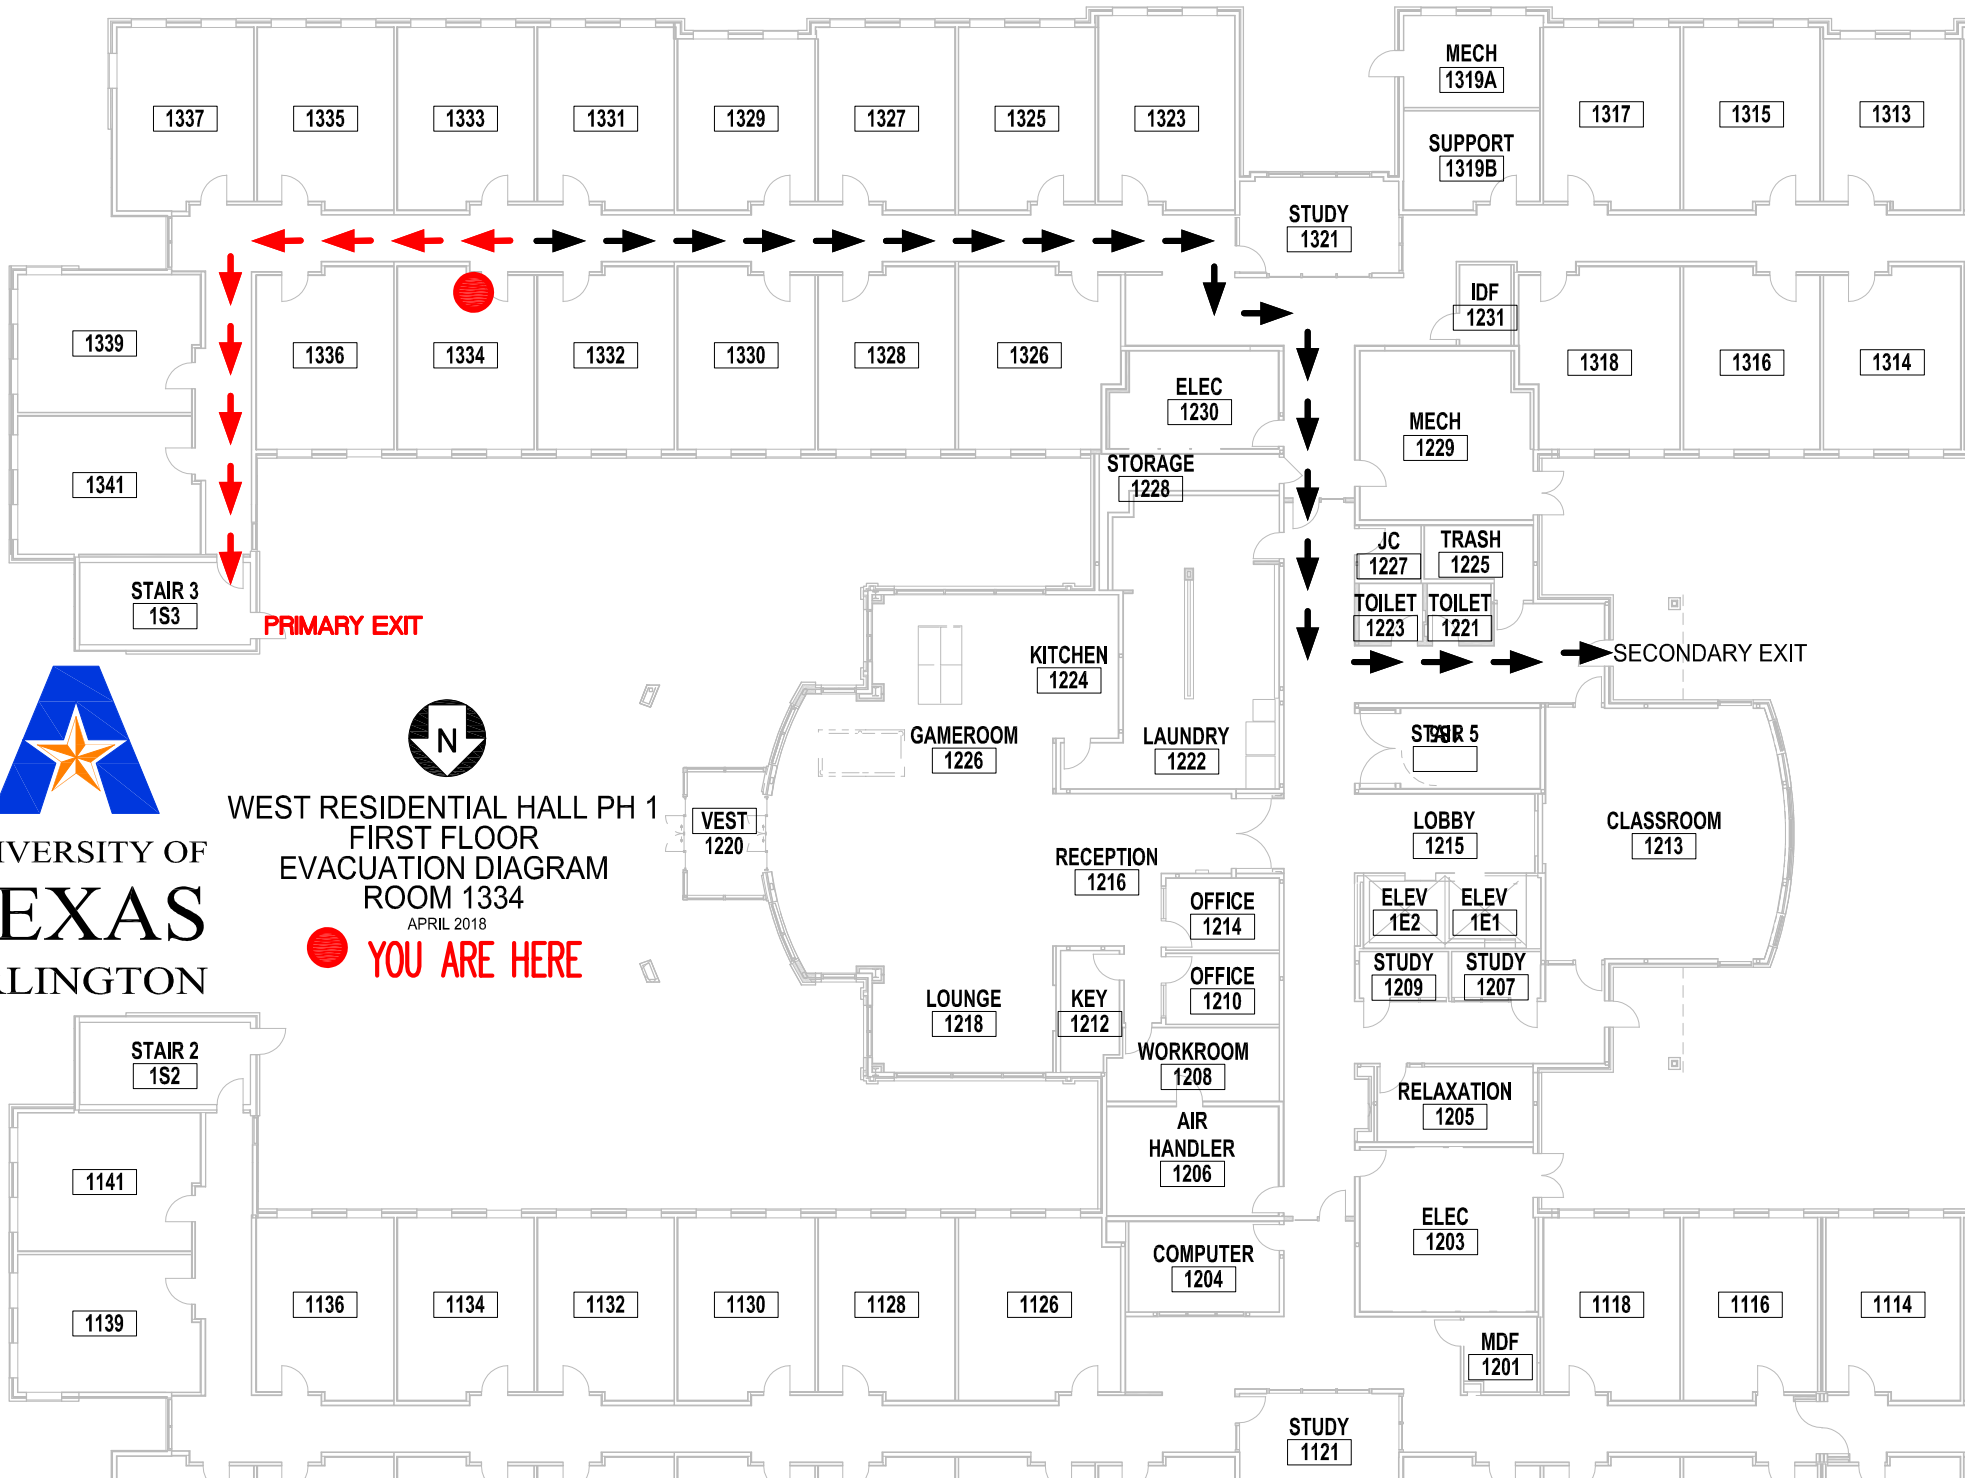 1337
1335
1333
1331
1329
1327
1325
1323
MECH
1319A
SUPPORT
1319B
1317
1315
1313
STUDY
1321
1339
1336
1334
1332
1330
1328
1326
IDF
1231
1318
1316
1314
ELEC
1230
MECH
1229
1341
STORAGE
1228
JC
1227
TRASH
1225
STAIR 3
1S3
PRIMARY EXIT
TOILET
1223
TOILET
1221
SECONDARY EXIT
KITCHEN
1224
GAMEROOM
1226
LAUNDRY
1222
STAIR 5
N
WEST RESIDENTIAL HALL PH 1
FIRST FLOOR
EVACUATION DIAGRAM
ROOM 1334
APRIL 2018
YOU ARE HERE
IVERSITY OF
EXAS
LINGTON
VEST
1220
LOBBY
1215
CLASSROOM
1213
RECEPTION
1216
OFFICE
1214
ELEV
1E2
ELEV
1E1
STUDY
1209
STUDY
1207
OFFICE
1210
LOUNGE
1218
KEY
1212
STAIR 2
1S2
WORKROOM
1208
RELAXATION
1205
AIR
HANDLER
1206
1141
ELEC
1203
COMPUTER
1204
1139
1136
1134
1132
1130
1128
1126
1118
1116
1114
MDF
1201
STUDY
1121